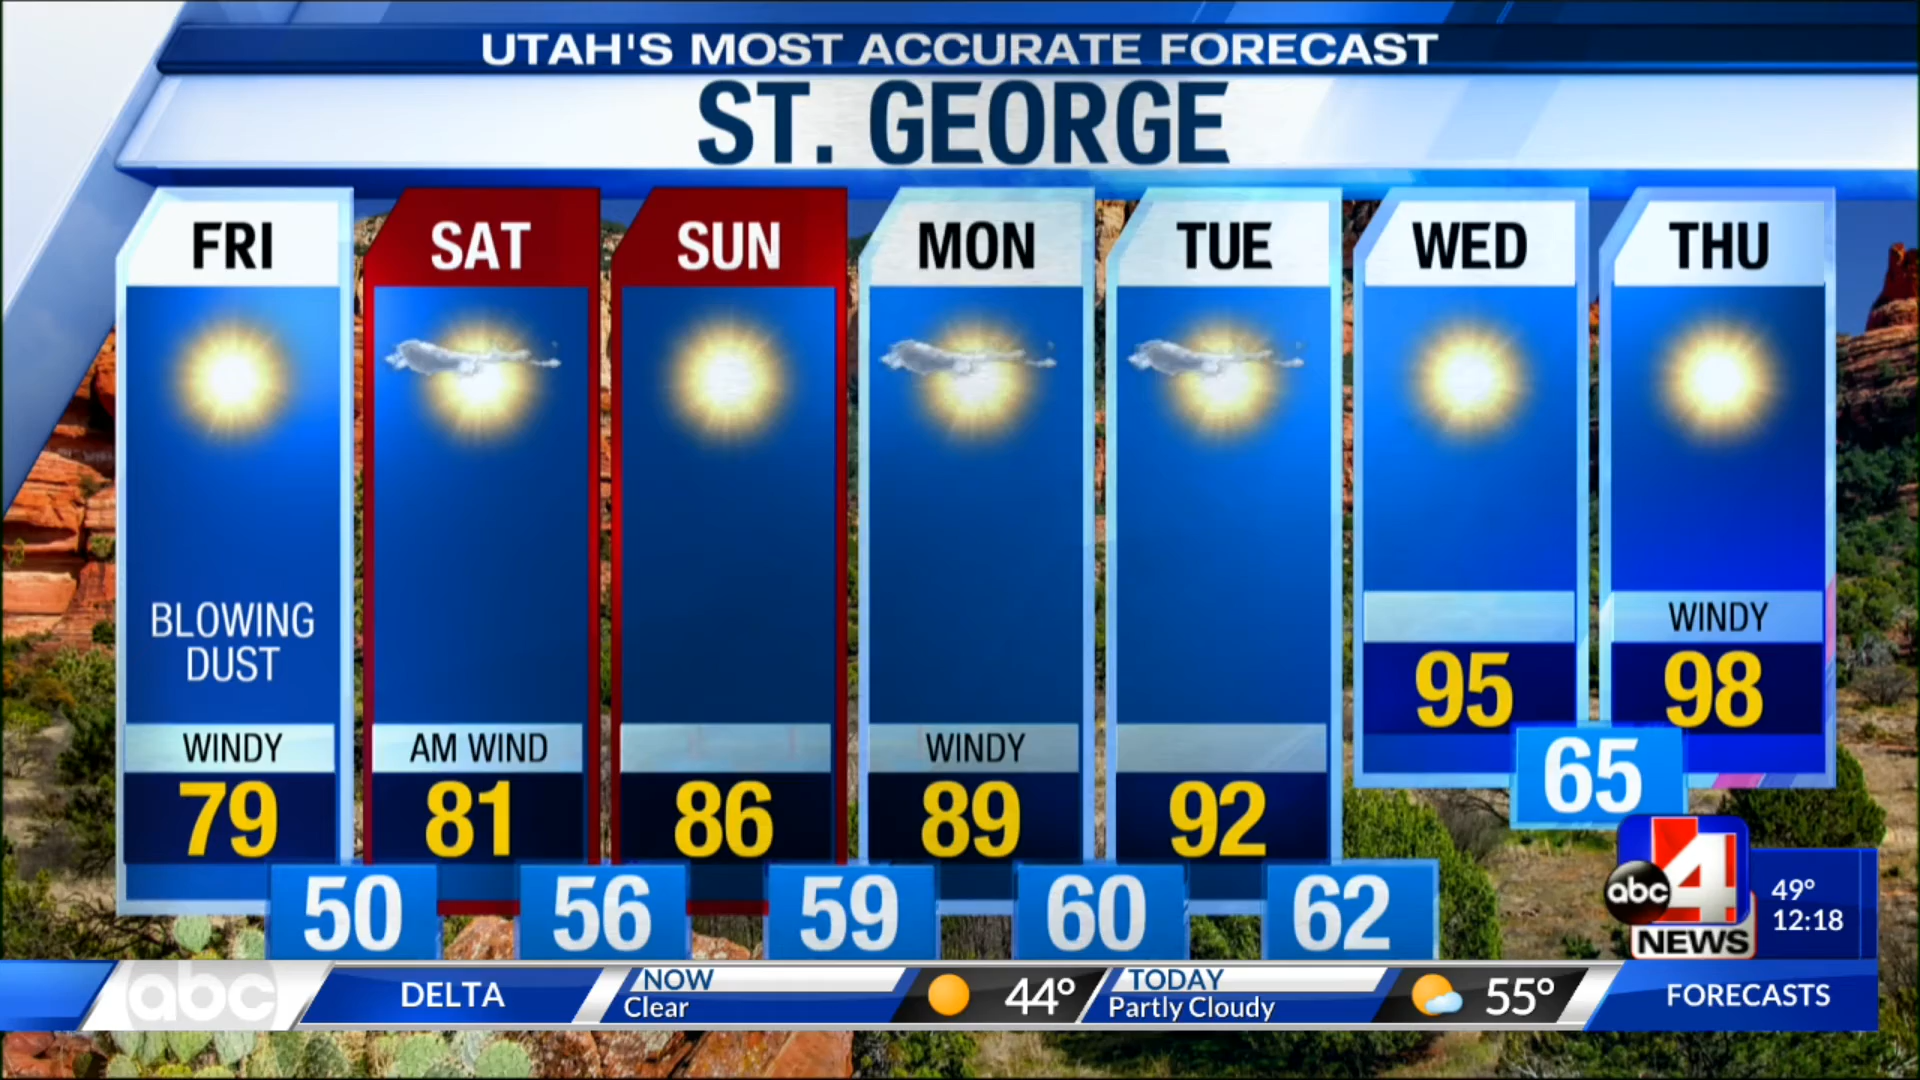 UTAH'S MOST ACCURATE FORECAST
ST. GEORGE
FRI
SAT
SUN
MON
TUE
WED
THU
BLOWING
DUST
WINDY
95
98
WINDY
AM WIND
WINDY
79
81
86
89
92
65
50
56
59
60
62
abc
4
NEWS
49°
12:18
abc
DELTA
NOW
Clear
44°
TODAY
Partly Cloudy
55°
FORECASTS